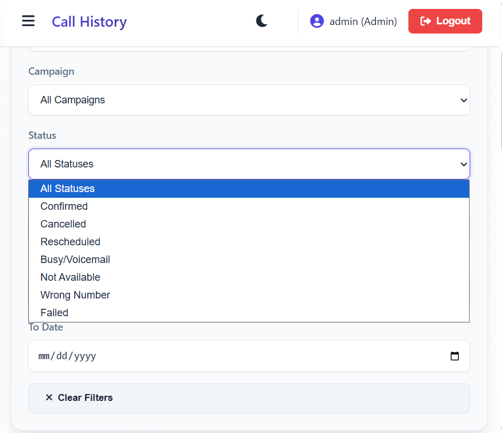 Call History
admin (Admin)
Logout
Campaign
All Campaigns
Status
All Statuses
All Statuses
Confirmed
Cancelled
Rescheduled
Busy/Voicemail
Not Available
Wrong Number
Failed
To Date
mm/dd/yyyy
✕ Clear Filters